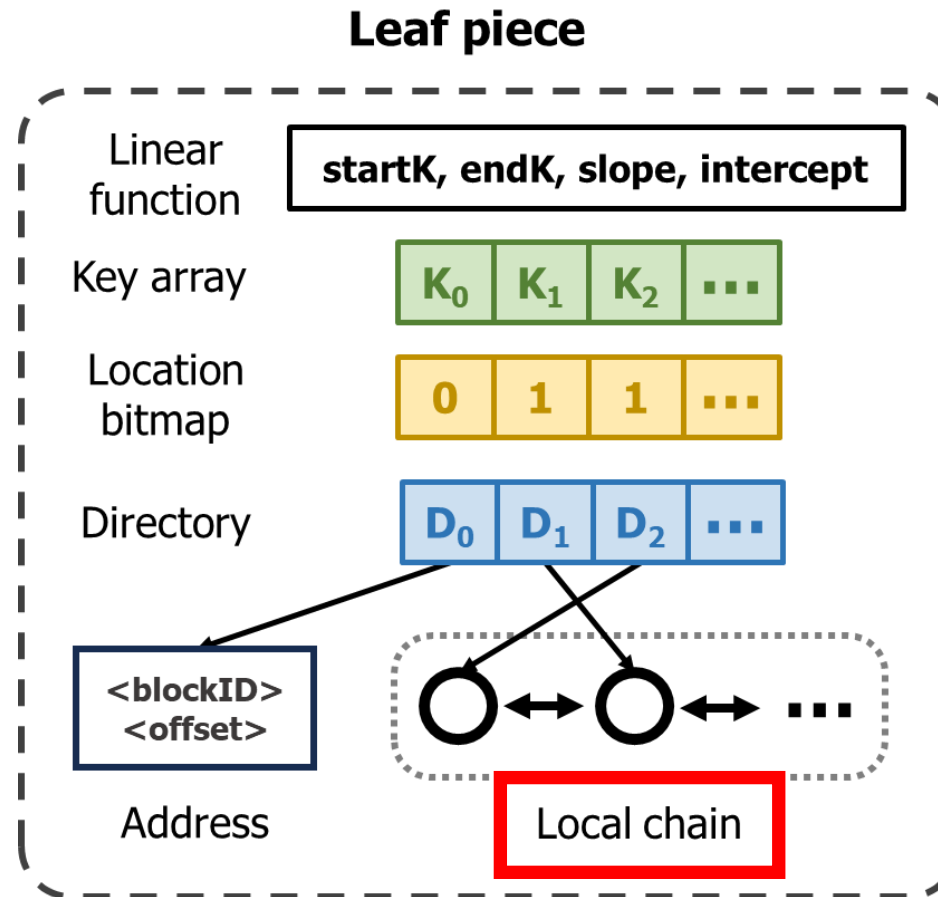 Leaf piece
Linear
function
startK, endK, slope, intercept
Key array
K₀ K₁ K₂ ...
Location
bitmap
0 1 1 ...
Directory
D₀ D₁ D₂ ...
<blockID>
<offset>
...
Address
Local chain